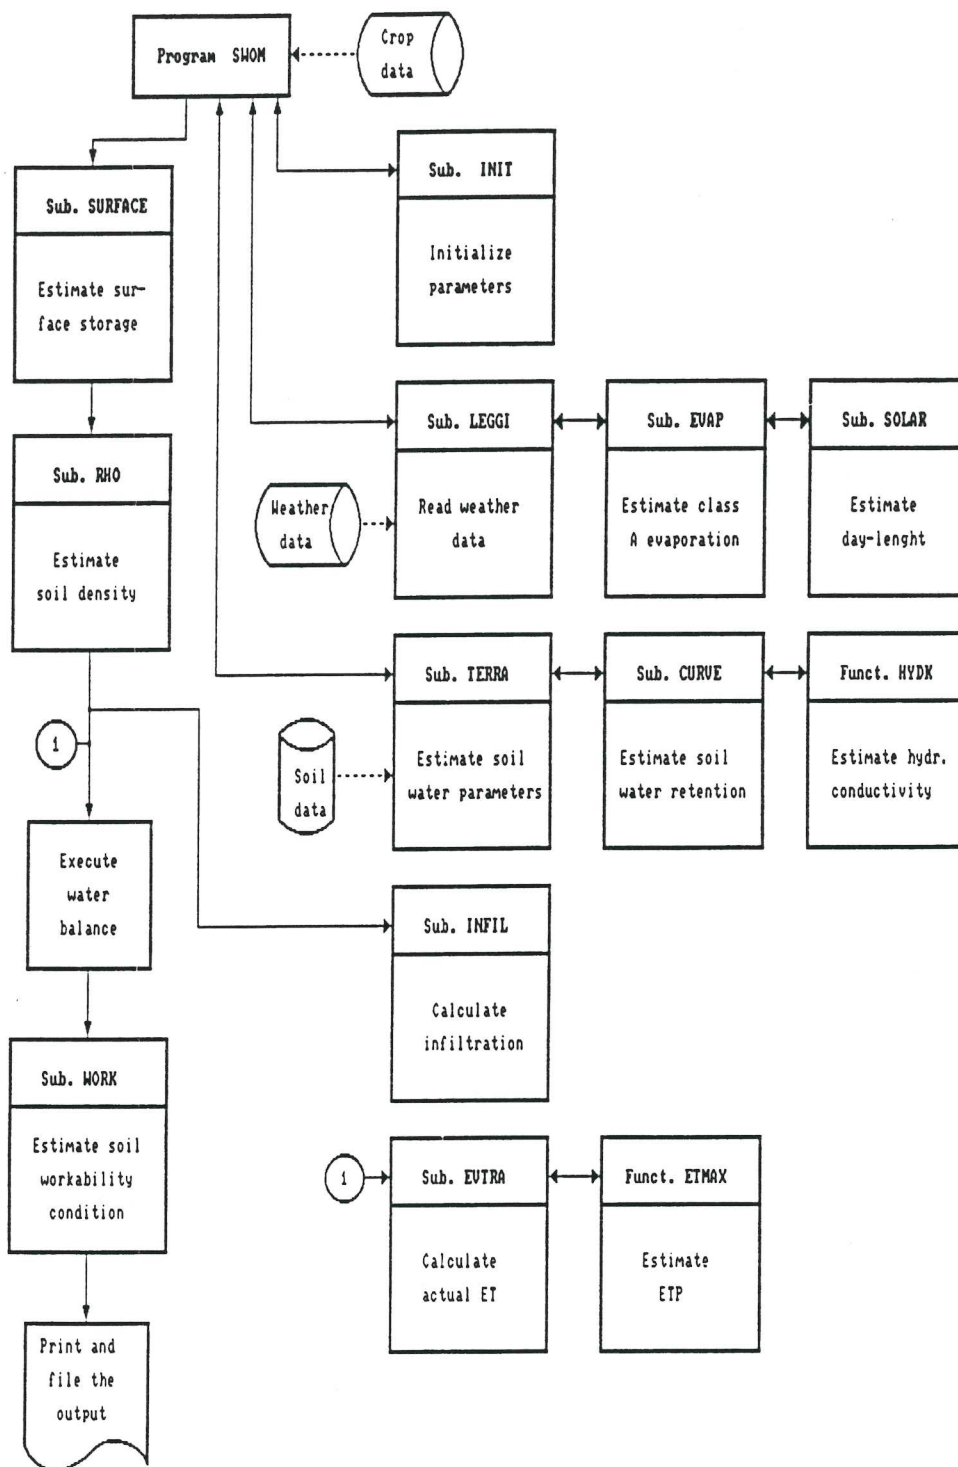 Program SWOM
Crop
data
Sub. INIT
Initialize
parameters
Sub. SURFACE
Estimate sur-
face storage
Sub. LEGGI
Read weather
data
Sub. EVAP
Estimate class
A evaporation
Sub. SOLAR
Estimate
day-lenght
Weather
data
Sub. RHO
Estimate
soil density
Sub. TERRA
Estimate soil
water parameters
Sub. CURVE
Estimate soil
water retention
Funct. HYDK
Estimate hydr.
conductivity
Soil
data
1
Execute
water
balance
Sub. INFIL
Calculate
infiltration
Sub. WORK
Estimate soil
workability
condition
1
Sub. EVTRA
Calculate
actual ET
Funct. ETMAX
Estimate
ETP
Print and
file the
output